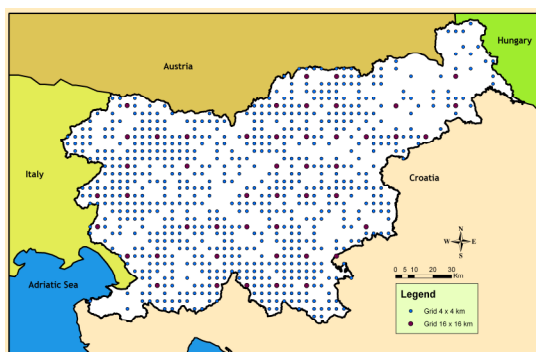 Hungary
Austria
Italy
Croatia
N
W E
S
Adriatic Sea
0 5 10 20 30
Km
Legend
Grid 4 x 4 km
Grid 16 x 16 km